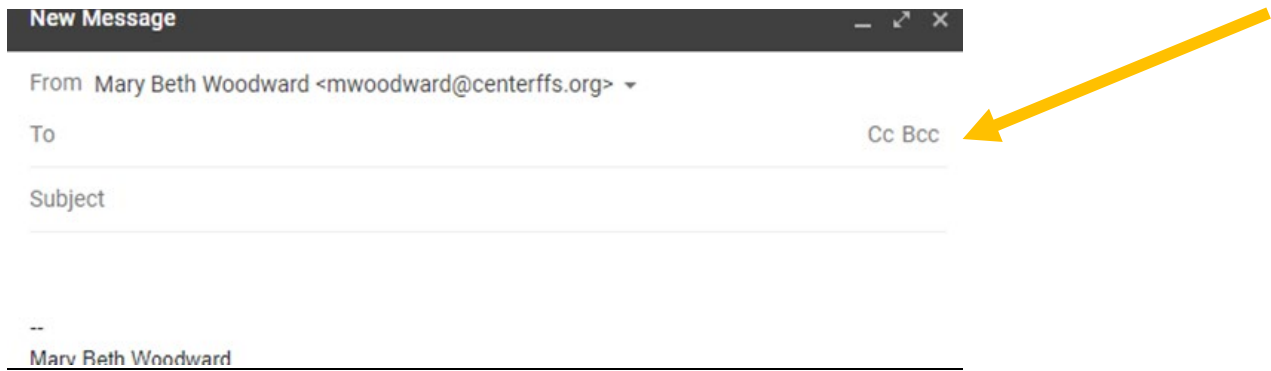 New Message
From Mary Beth Woodward <mwoodward@centerffs.org>
To Cc Bcc
Subject
--
Mary Beth Woodward